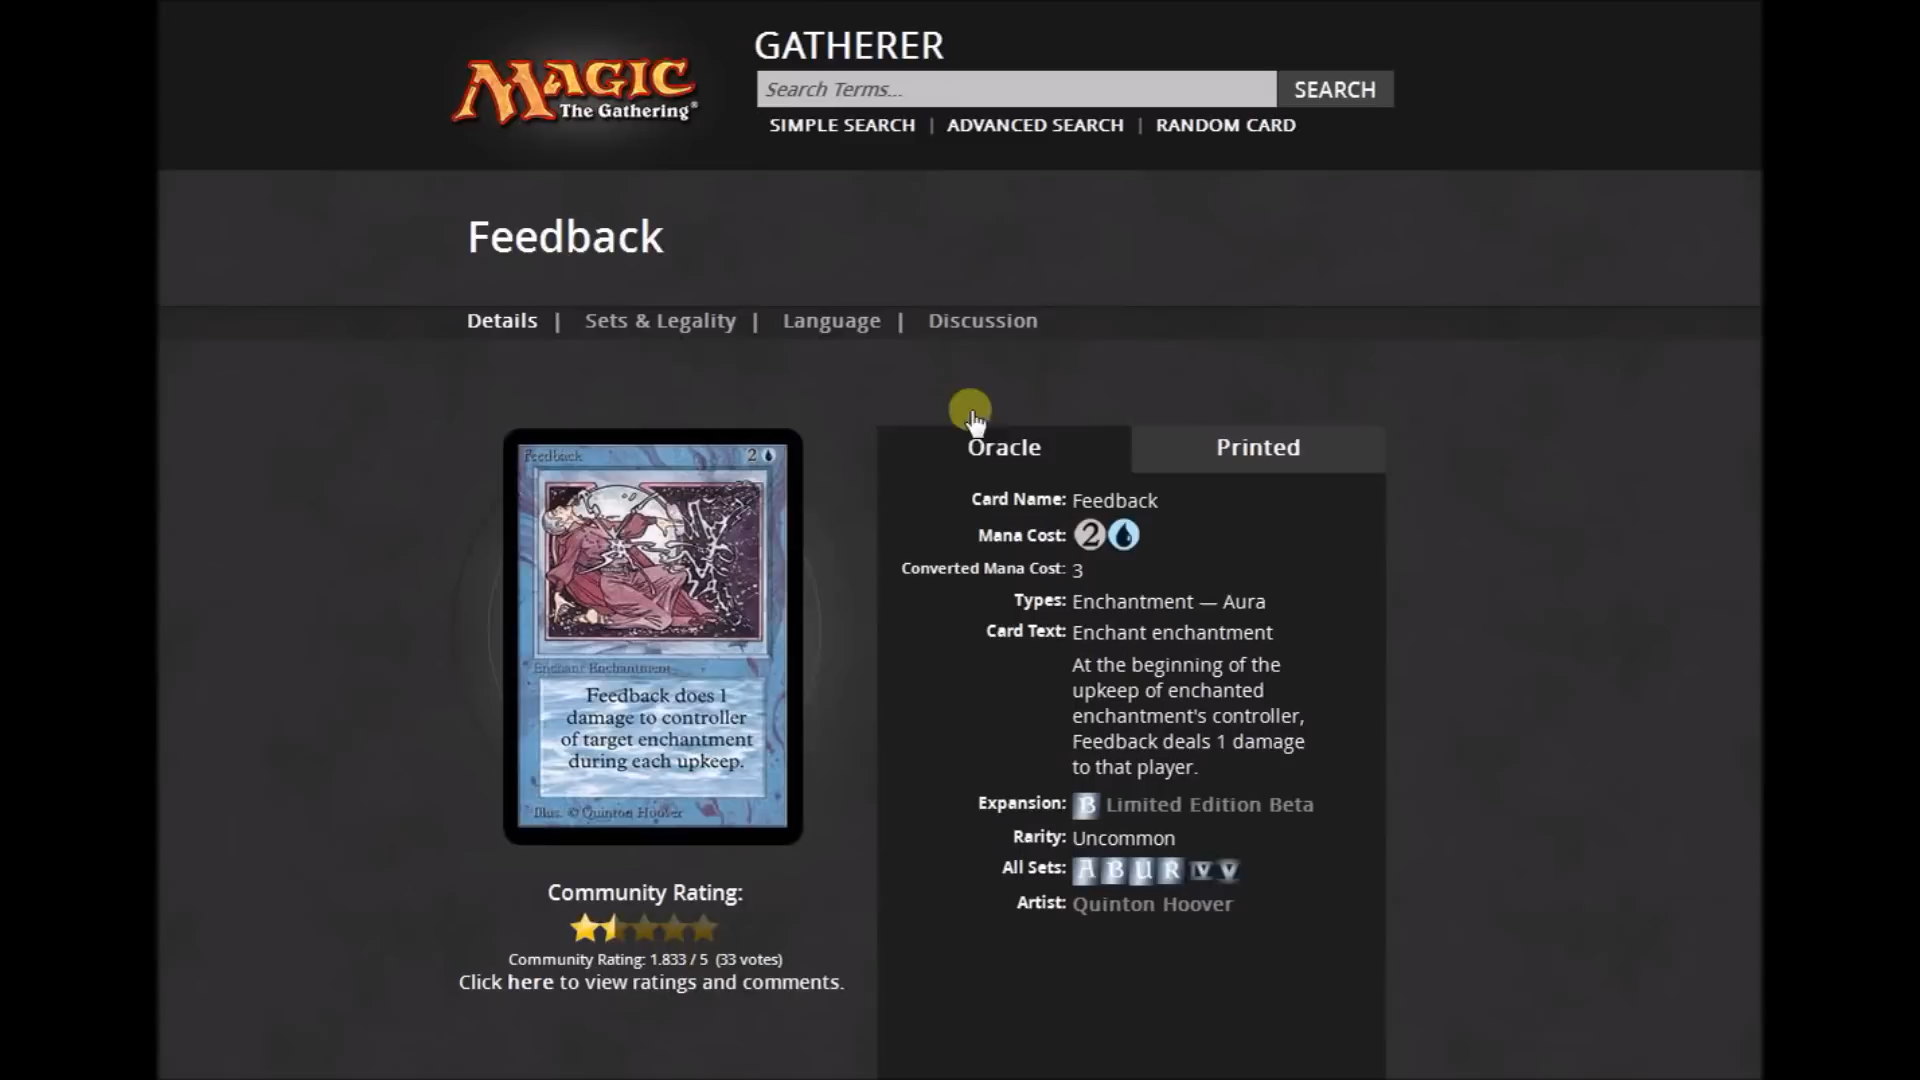 MAGIC
The Gathering®
GATHERER
Search Terms...
SEARCH
SIMPLE SEARCH | ADVANCED SEARCH | RANDOM CARD
Feedback
Details | Sets & Legality | Language | Discussion
Feedback 2
Enchant Enchantment
Feedback does 1
damage to controller
of target enchantment
during each upkeep.
Illus. © Quinton Hoover
Community Rating:
Community Rating: 1.833 / 5 (33 votes)
Click here to view ratings and comments.
Oracle Printed
Card Name: Feedback
Mana Cost: 2
Converted Mana Cost: 3
Types: Enchantment — Aura
Card Text: Enchant enchantment
At the beginning of the
upkeep of enchanted
enchantment's controller,
Feedback deals 1 damage
to that player.
Expansion: B Limited Edition Beta
Rarity: Uncommon
All Sets: A B U R IV V
Artist: Quinton Hoover